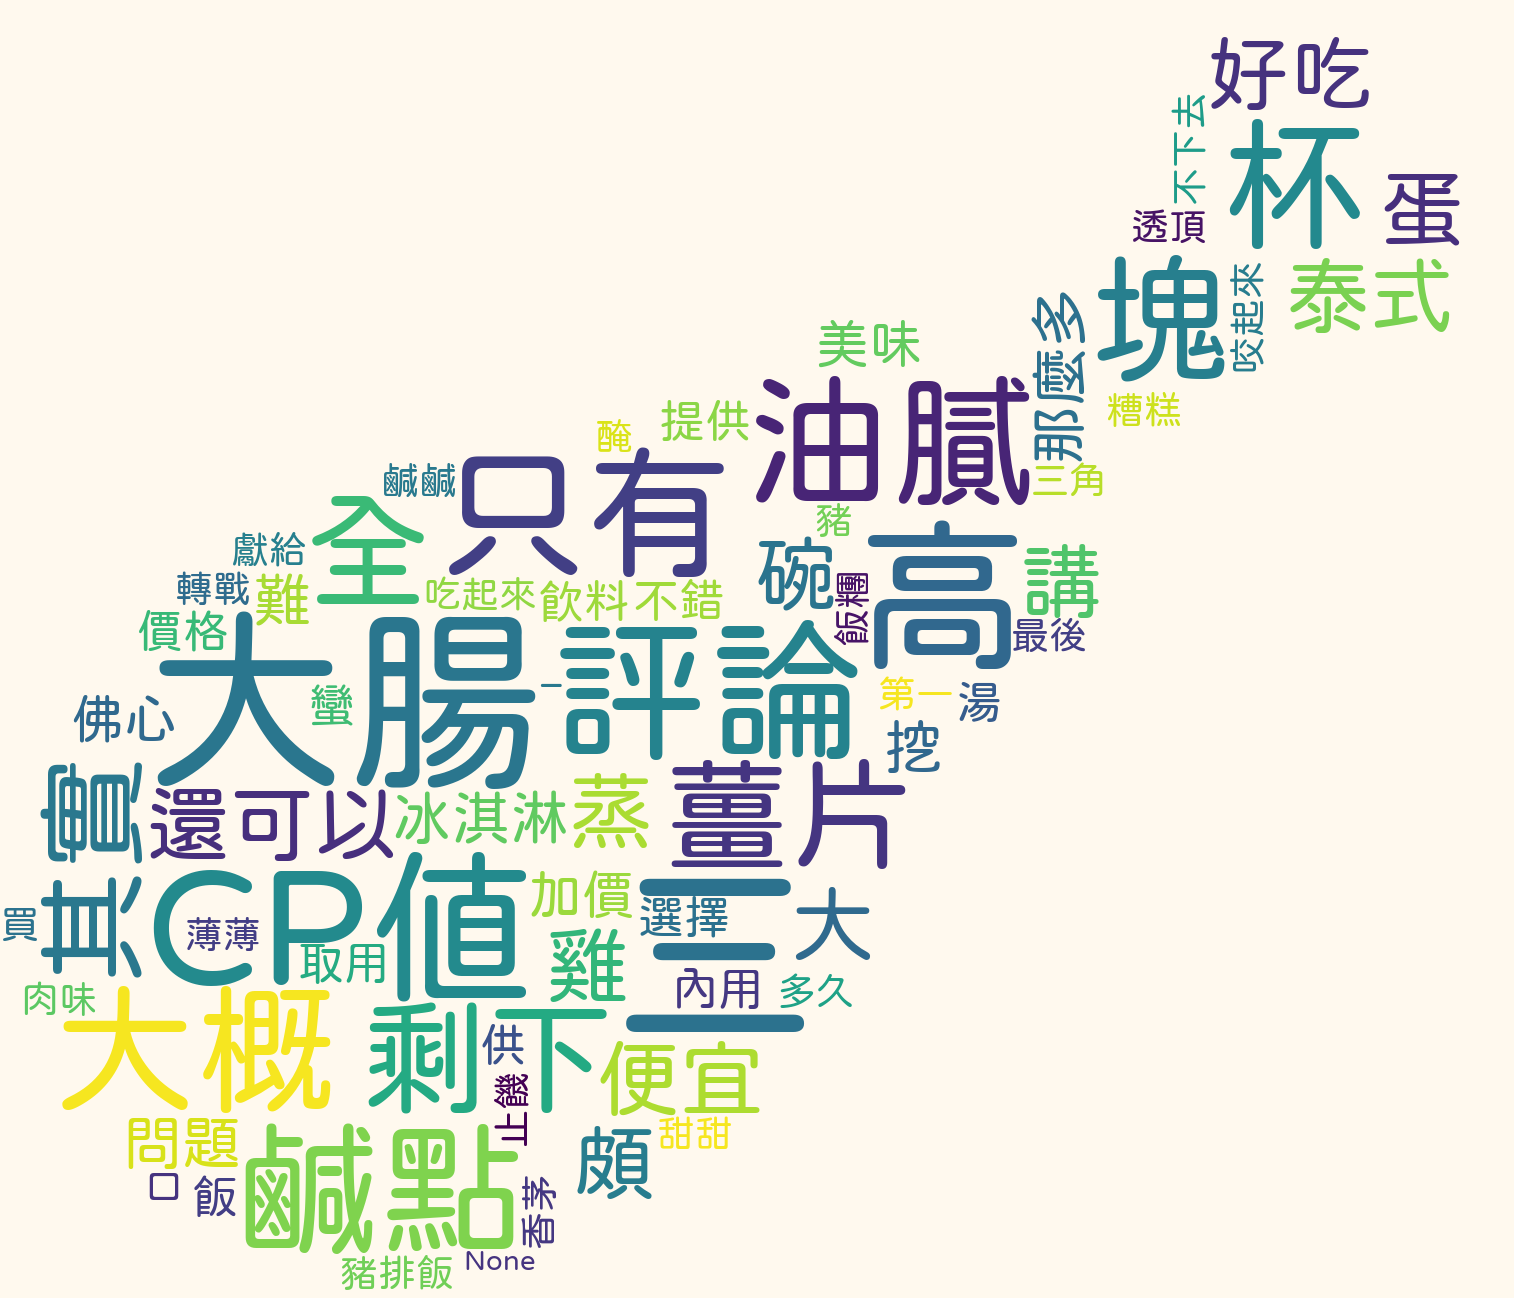 好吃
不下去
杯
蛋
透頂
塊
咬起來
泰式
美味
那麼多
糟糕
提供
油膩
醃
三角
鹹鹹
只有
全
豬
獻給
碗
高
講
轉戰
難
吃起來
飲料
不錯
飯糰
價格
最後
大腸
評論
一
蠻
第一
湯
佛心
挖
實
還可以
冰淇淋
蒸
薑片
其實
CP值
加價
三
大
買
薄薄
取用
選擇
雞
內用
多久
肉味
大概
剩下
供
便宜
止饑
問題
甜甜
口
飯
鹹點
頗
香茅
豬排飯
None